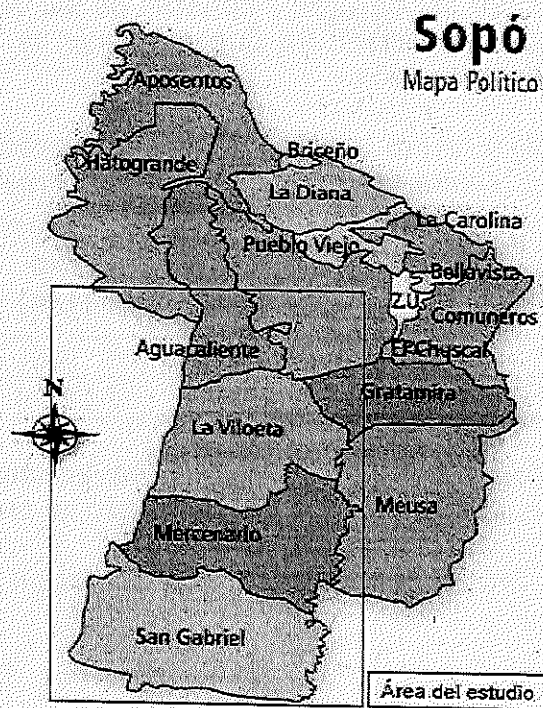 Sopó
Mapa Político
Aposentos
Hatogrande
Briceño
La Diana
La Carolina
Pueblo Viejo
Bellavista
Z.U.
Comuneros
Aguacaliente
El Chuscal
Gratamira
N
La Viloeta
Meusa
Mercenario
San Gabriel
Área del estudio